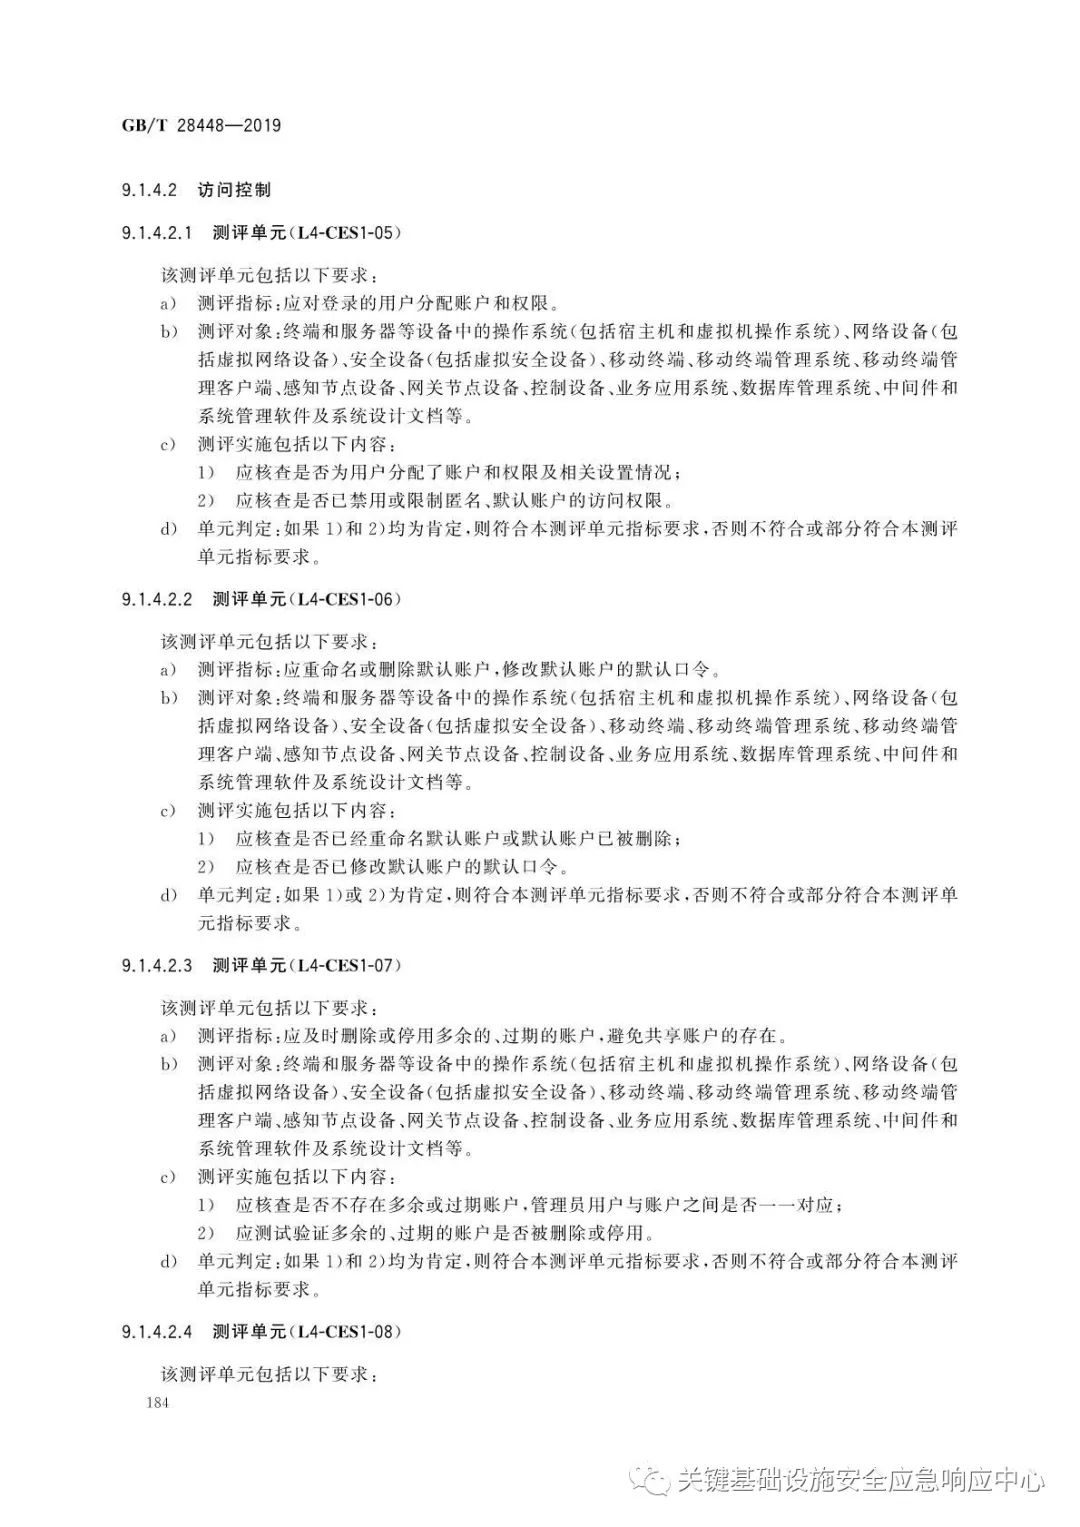 GB/T 28448—2019
9.1.4.2 访问控制
9.1.4.2.1 测评单元(L4-CES1-05)
该测评单元包括以下要求:
a) 测评指标:应对登录的用户分配账户和权限。
b) 测评对象:终端和服务器等设备中的操作系统(包括宿主机和虚拟机操作系统)、网络设备(包
括虚拟网络设备)、安全设备(包括虚拟安全设备)、移动终端、移动终端管理系统、移动终端管
理客户端、感知节点设备、网关节点设备、控制设备、业务应用系统、数据库管理系统、中间件和
系统管理软件及系统设计文档等。
c) 测评实施包括以下内容:
1) 应核查是否为用户分配了账户和权限及相关设置情况;
2) 应核查是否已禁用或限制匿名、默认账户的访问权限。
d) 单元判定:如果1)和2)均为肯定,则符合本测评单元指标要求,否则不符合或部分符合本测评
单元指标要求。
9.1.4.2.2 测评单元(L4-CES1-06)
该测评单元包括以下要求:
a) 测评指标:应重命名或删除默认账户,修改默认账户的默认口令。
b) 测评对象:终端和服务器等设备中的操作系统(包括宿主机和虚拟机操作系统)、网络设备(包
括虚拟网络设备)、安全设备(包括虚拟安全设备)、移动终端、移动终端管理系统、移动终端管
理客户端、感知节点设备、网关节点设备、控制设备、业务应用系统、数据库管理系统、中间件和
系统管理软件及系统设计文档等。
c) 测评实施包括以下内容:
1) 应核查是否已经重命名默认账户或默认账户已被删除;
2) 应核查是否已修改默认账户的默认口令。
d) 单元判定:如果1)或2)为肯定,则符合本测评单元指标要求,否则不符合或部分符合本测评单
元指标要求。
9.1.4.2.3 测评单元(L4-CES1-07)
该测评单元包括以下要求:
a) 测评指标:应及时删除或停用多余的、过期的账户,避免共享账户的存在。
b) 测评对象:终端和服务器等设备中的操作系统(包括宿主机和虚拟机操作系统)、网络设备(包
括虚拟网络设备)、安全设备(包括虚拟安全设备)、移动终端、移动终端管理系统、移动终端管
理客户端、感知节点设备、网关节点设备、控制设备、业务应用系统、数据库管理系统、中间件和
系统管理软件及系统设计文档等。
c) 测评实施包括以下内容:
1) 应核查是否不存在多余或过期账户,管理员用户与账户之间是否一一对应;
2) 应测试验证多余的、过期的账户是否被删除或停用。
d) 单元判定:如果1)和2)均为肯定,则符合本测评单元指标要求,否则不符合或部分符合本测评
单元指标要求。
9.1.4.2.4 测评单元(L4-CES1-08)
该测评单元包括以下要求:
184
关键基础设施安全应急响应中心